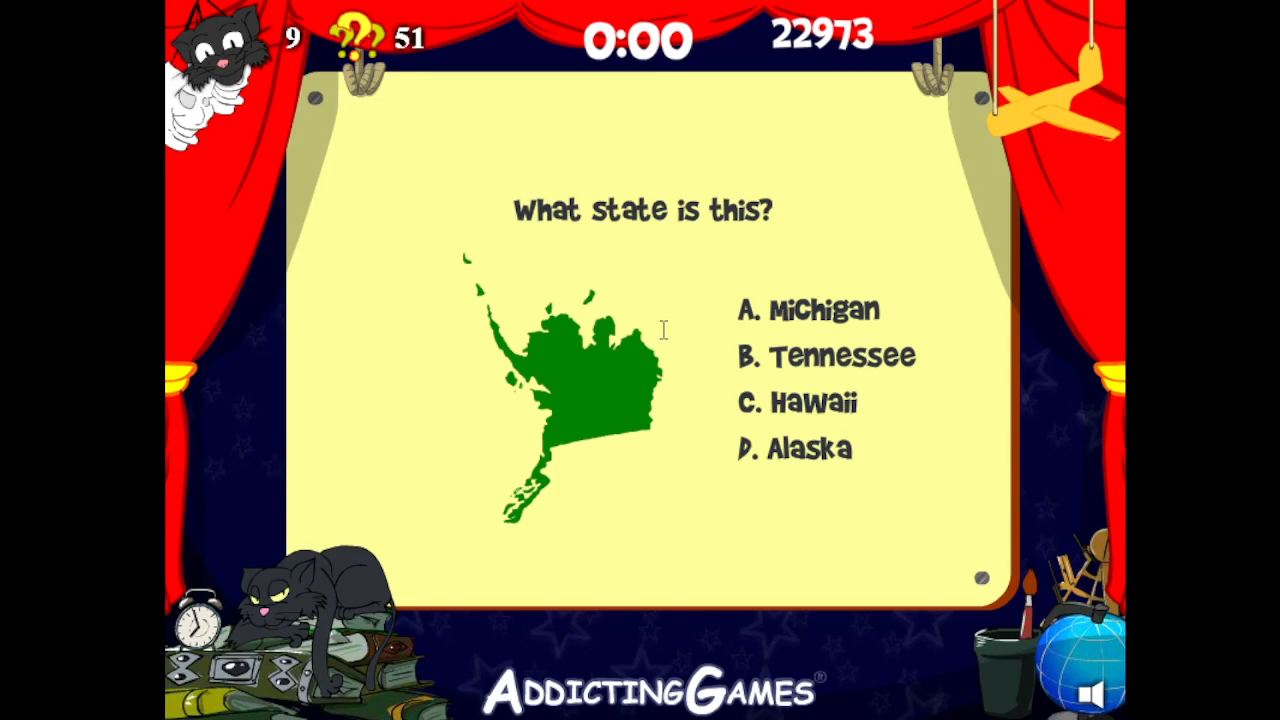 9 ??? 51 0:00 22973
What state is this?
A. Michigan
B. Tennessee
C. Hawaii
D. Alaska
ADDICTINGGAMES®